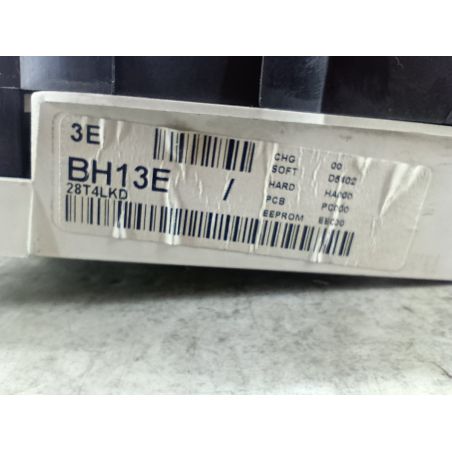 3E
BH13E /
28T4LKD
CHG 00
SOFT D5402
HARD HA000
PCB PC000
EEPROM EE000